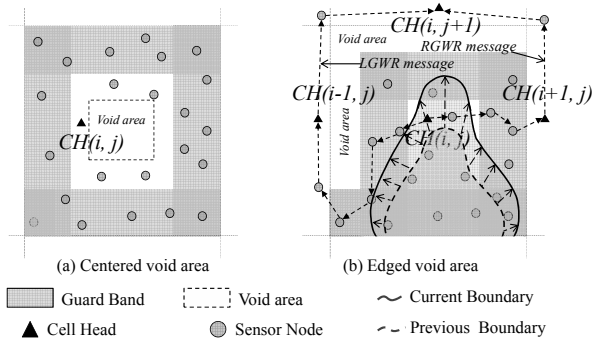 CH(i, j+1)
Void area
RGWR message
LGWR message
CH(i-1, j)
CH(i+1, j)
Void area
CH(i, j)
Void area
CH(i, j)
(a) Centered void area
(b) Edged void area
Guard Band
Void area
Current Boundary
Cell Head
Sensor Node
Previous Boundary